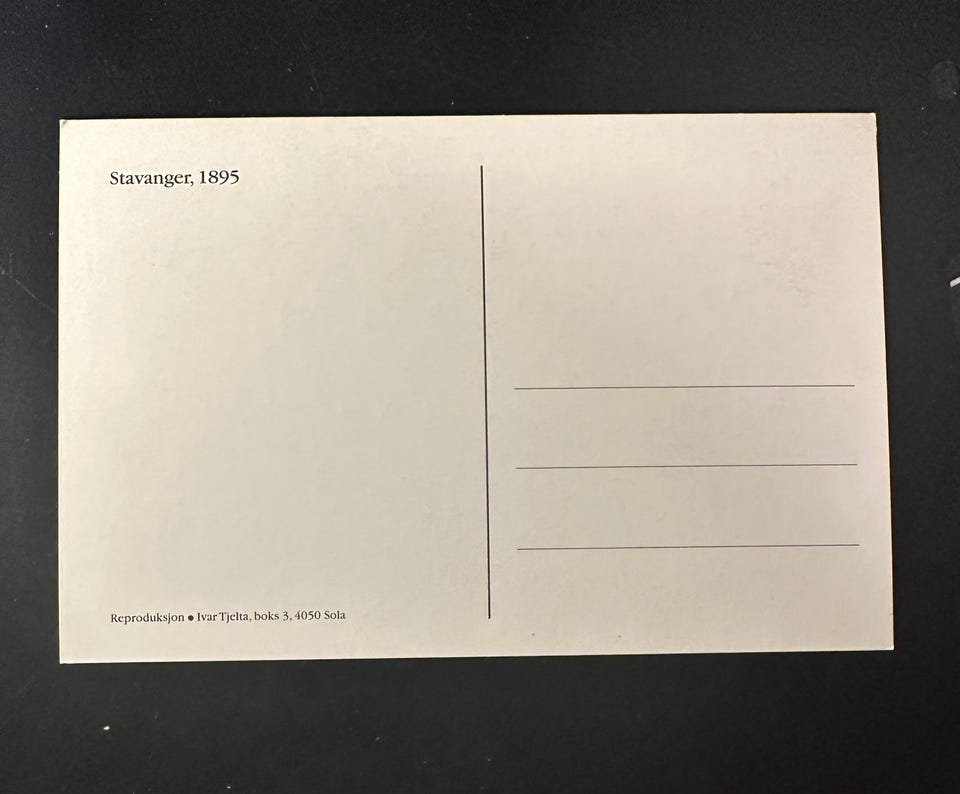 Stavanger, 1895
Reproduksjon ● Ivar Tjelta, boks 3, 4050 Sola